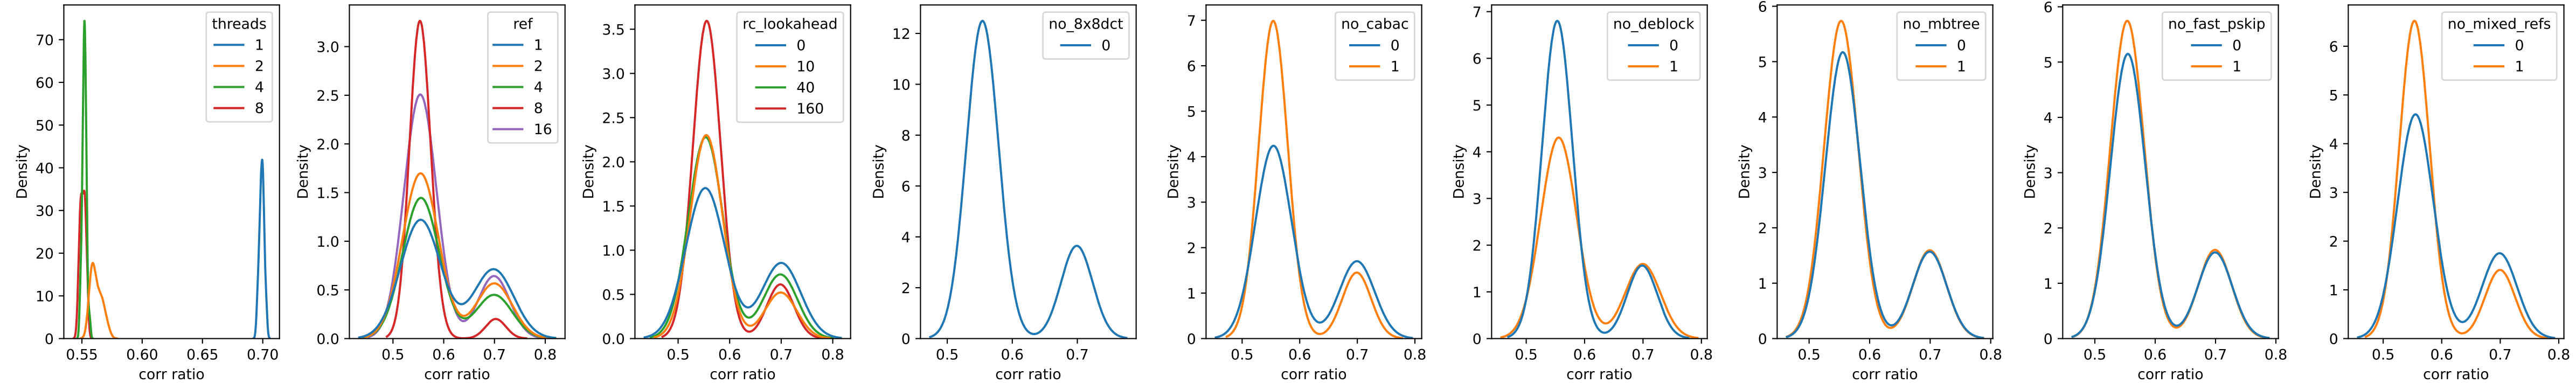 threads
1
2
4
8
70
60
50
40
30
20
10
0
Density
0.55 0.60 0.65 0.70
corr ratio
ref
1
2
4
8
16
3.0
2.5
2.0
1.5
1.0
0.5
0.0
Density
0.5 0.6 0.7 0.8
corr ratio
rc_lookahead
0
10
40
160
3.5
3.0
2.5
2.0
1.5
1.0
0.5
0.0
Density
0.5 0.6 0.7 0.8
corr ratio
no_8x8dct
0
12
10
8
6
4
2
0
Density
0.5 0.6 0.7
corr ratio
no_cabac
0
1
7
6
5
4
3
2
1
0
Density
0.5 0.6 0.7 0.8
corr ratio
no_deblock
0
1
7
6
5
4
3
2
1
0
Density
0.5 0.6 0.7 0.8
corr ratio
no_mbtree
0
1
6
5
4
3
2
1
0
Density
0.5 0.6 0.7 0.8
corr ratio
no_fast_pskip
0
1
6
5
4
3
2
1
0
Density
0.5 0.6 0.7 0.8
corr ratio
no_mixed_refs
0
1
6
5
4
3
2
1
0
Density
0.5 0.6 0.7 0.8
corr ratio